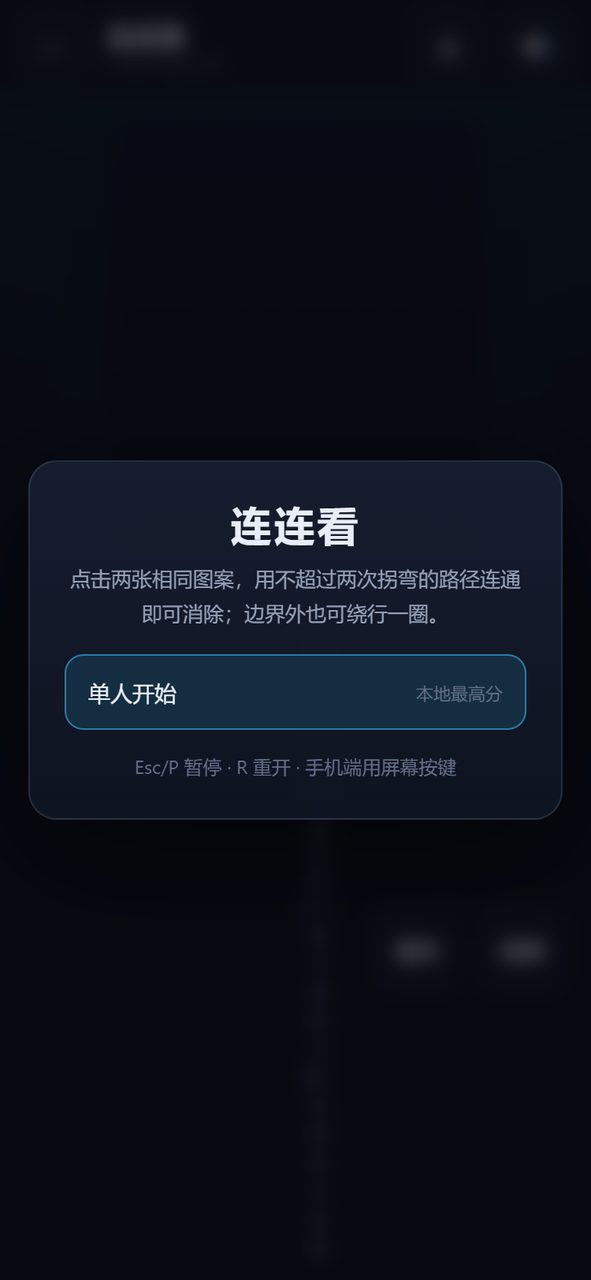 连连看
点击两张相同图案，用不超过两次拐弯的路径连通
即可消除；边界外也可绕行一圈。
单人开始
本地最高分
Esc/P 暂停 · R 重开 · 手机端用屏幕按键